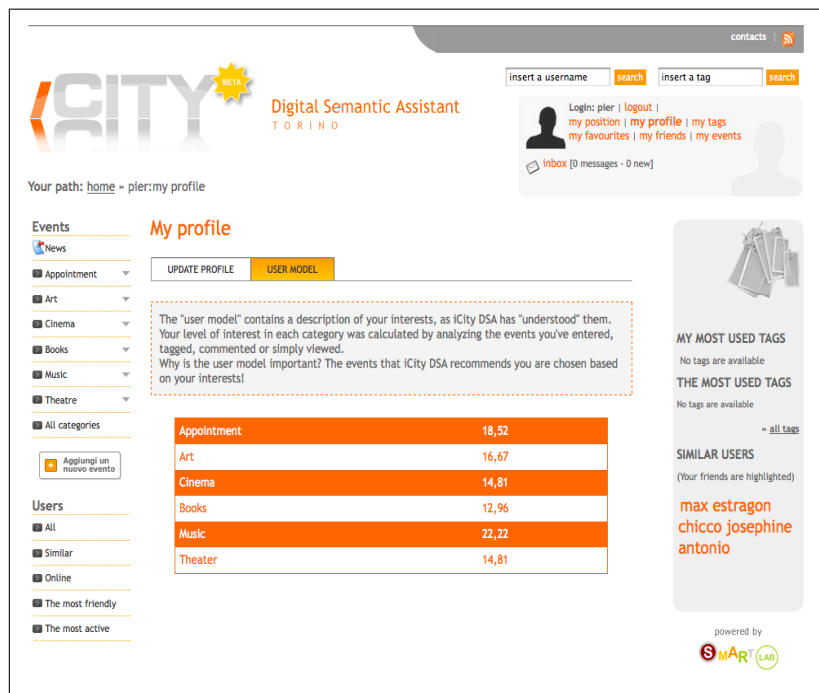 contacts |
iCITY
BETA
Digital Semantic Assistant
TORINO
insert a username search insert a tag search
Login: pier | logout |
my position | my profile | my tags
my favourites | my friends | my events
inbox [0 messages - 0 new]
Your path: home » pier:my profile
Events
News
Appointment
Art
Cinema
Books
Music
Theatre
All categories
Aggiungi un
nuovo evento
Users
All
Similar
Online
The most friendly
The most active
My profile
UPDATE PROFILE USER MODEL
The "user model" contains a description of your interests, as iCity DSA has "understood" them.
Your level of interest in each category was calculated by analyzing the events you've entered,
tagged, commented or simply viewed.
Why is the user model important? The events that iCity DSA recommends you are chosen based
on your interests!
Appointment 18,52
Art 16,67
Cinema 14,81
Books 12,96
Music 22,22
Theater 14,81
MY MOST USED TAGS
No tags are available
THE MOST USED TAGS
No tags are available
» all tags
SIMILAR USERS
(Your friends are highlighted)
max estragon
chicco josephine
antonio
powered by
SMART LAB